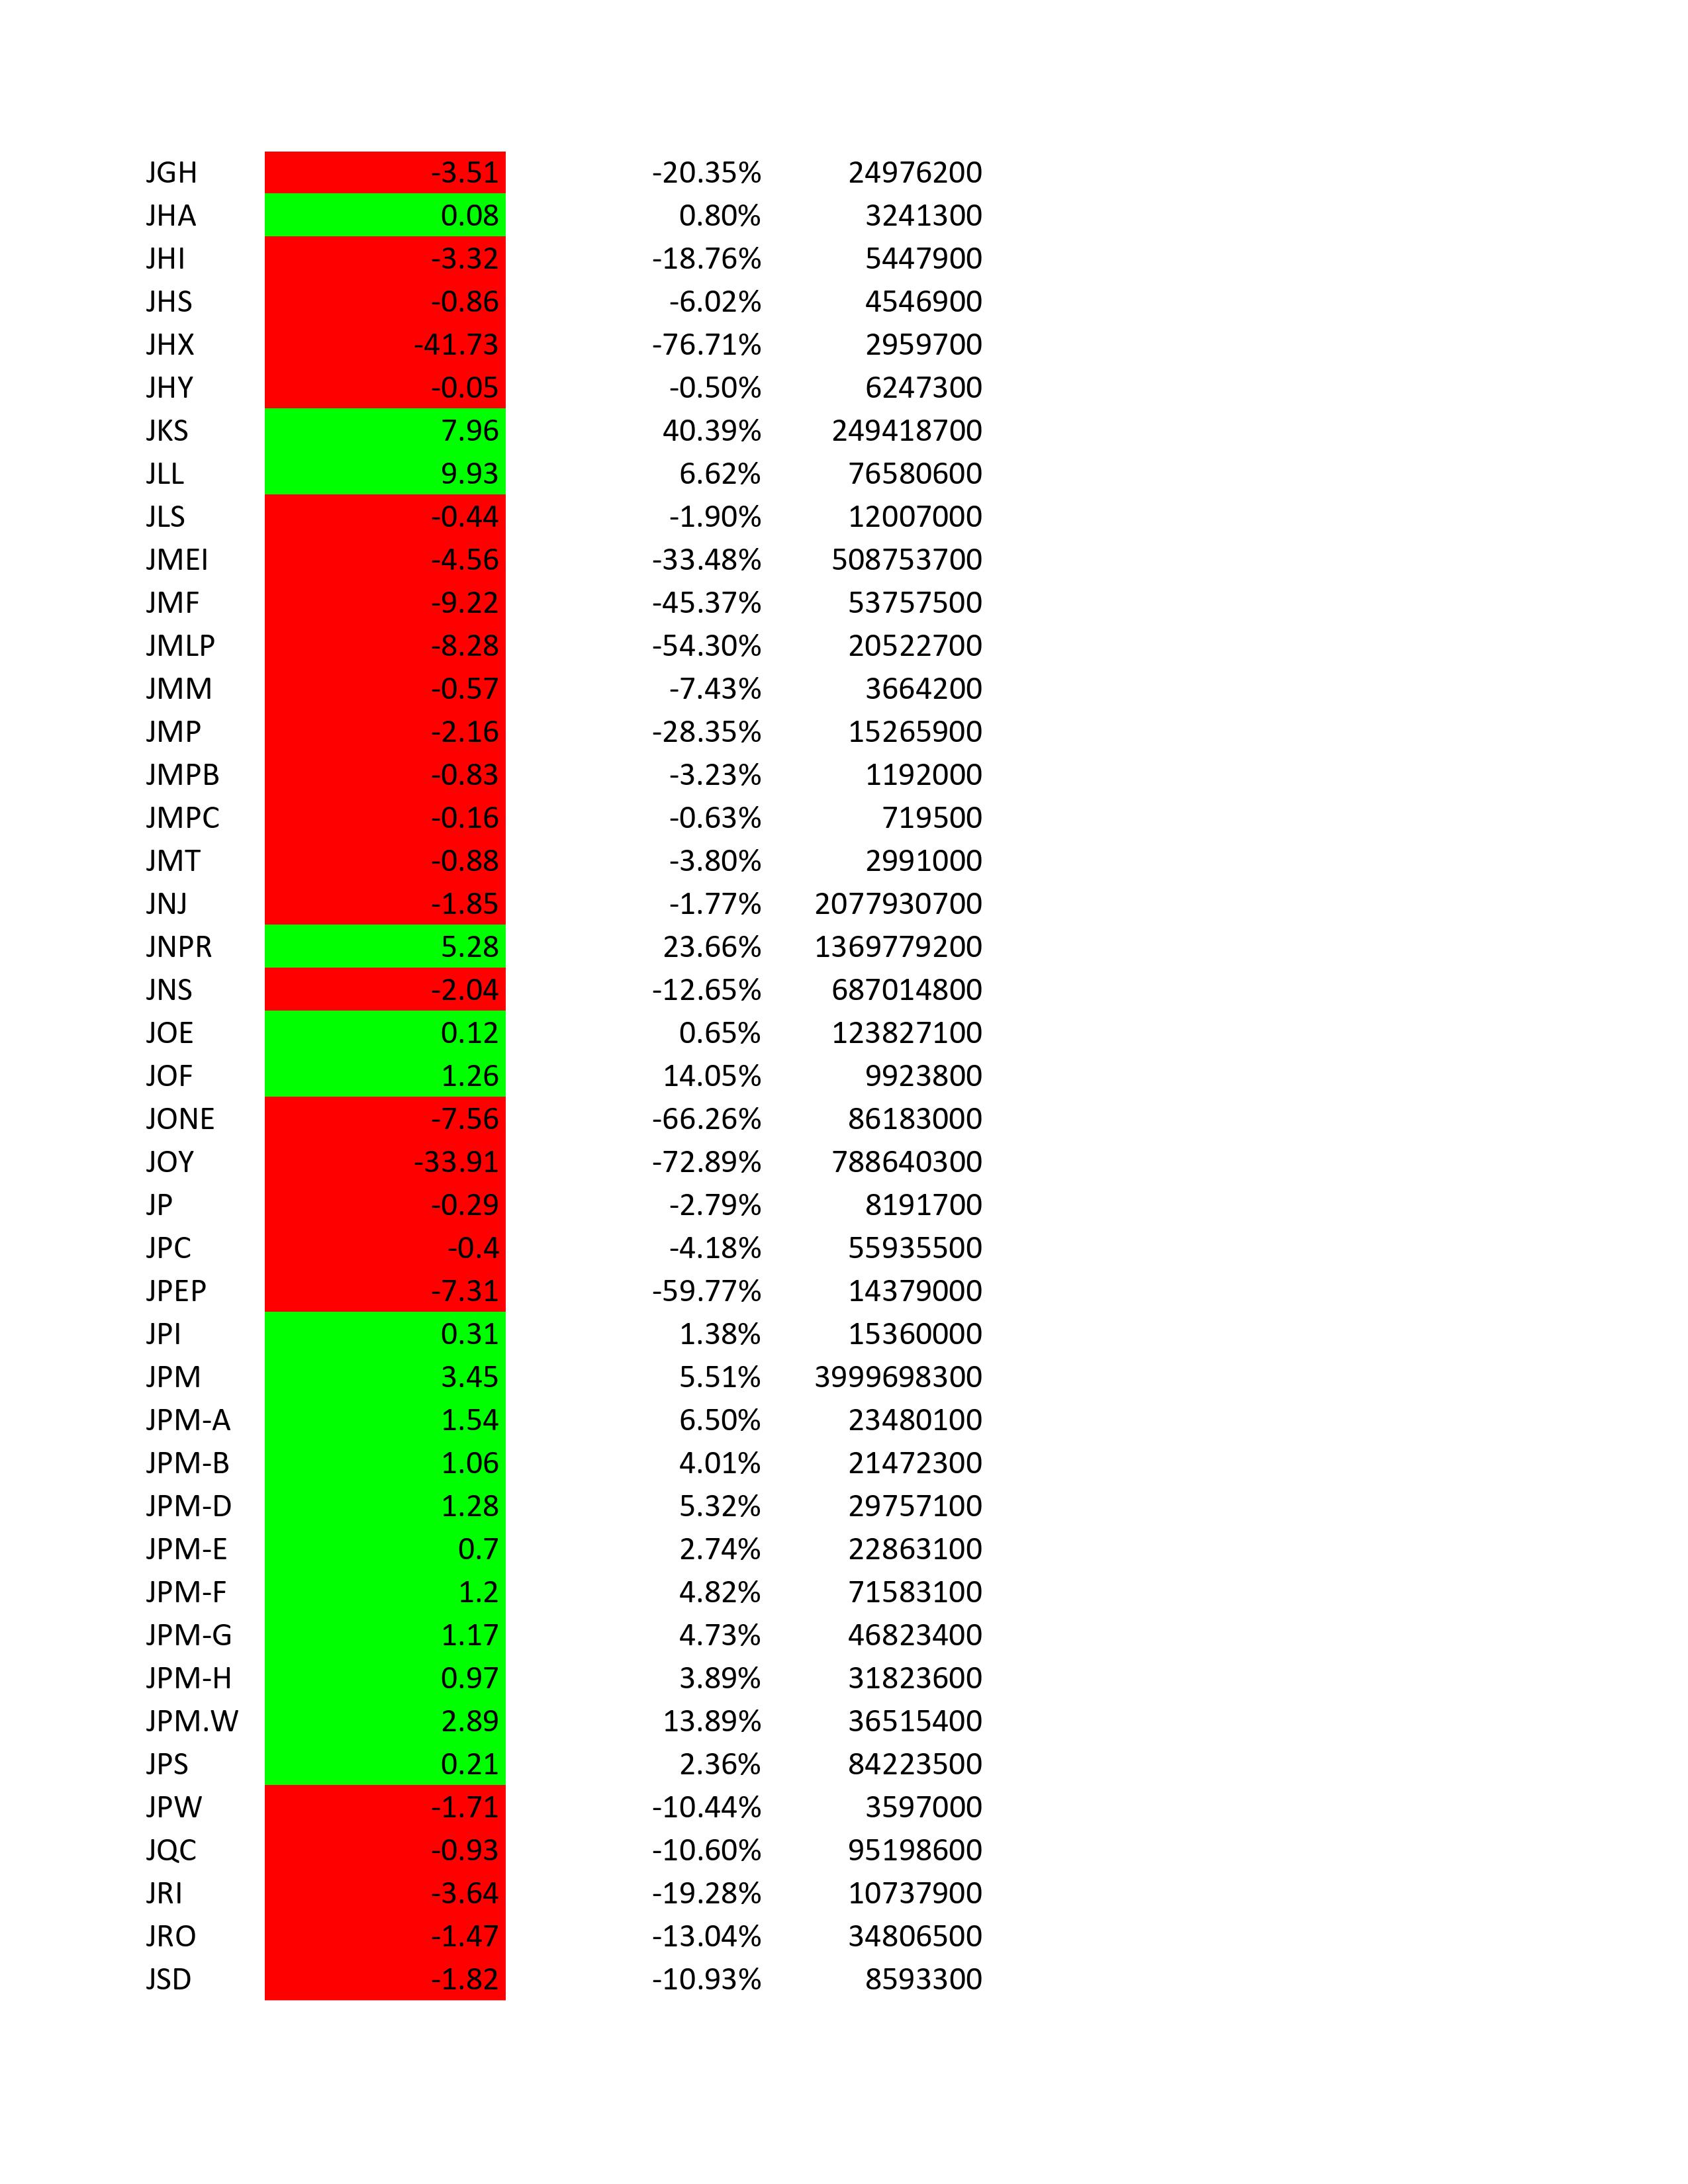 JGH -3.51 -20.35% 24976200
JHA 0.08 0.80% 3241300
JHI -3.32 -18.76% 5447900
JHS -0.86 -6.02% 4546900
JHX -41.73 -76.71% 2959700
JHY -0.05 -0.50% 6247300
JKS 7.96 40.39% 249418700
JLL 9.93 6.62% 76580600
JLS -0.44 -1.90% 12007000
JMEI -4.56 -33.48% 508753700
JMF -9.22 -45.37% 53757500
JMLP -8.28 -54.30% 20522700
JMM -0.57 -7.43% 3664200
JMP -2.16 -28.35% 15265900
JMPB -0.83 -3.23% 1192000
JMPC -0.16 -0.63% 719500
JMT -0.88 -3.80% 2991000
JNJ -1.85 -1.77% 2077930700
JNPR 5.28 23.66% 1369779200
JNS -2.04 -12.65% 687014800
JOE 0.12 0.65% 123827100
JOF 1.26 14.05% 9923800
JONE -7.56 -66.26% 86183000
JOY -33.91 -72.89% 788640300
JP -0.29 -2.79% 8191700
JPC -0.4 -4.18% 55935500
JPEP -7.31 -59.77% 14379000
JPI 0.31 1.38% 15360000
JPM 3.45 5.51% 3999698300
JPM-A 1.54 6.50% 23480100
JPM-B 1.06 4.01% 21472300
JPM-D 1.28 5.32% 29757100
JPM-E 0.7 2.74% 22863100
JPM-F 1.2 4.82% 71583100
JPM-G 1.17 4.73% 46823400
JPM-H 0.97 3.89% 31823600
JPM.W 2.89 13.89% 36515400
JPS 0.21 2.36% 84223500
JPW -1.71 -10.44% 3597000
JQC -0.93 -10.60% 95198600
JRI -3.64 -19.28% 10737900
JRO -1.47 -13.04% 34806500
JSD -1.82 -10.93% 8593300